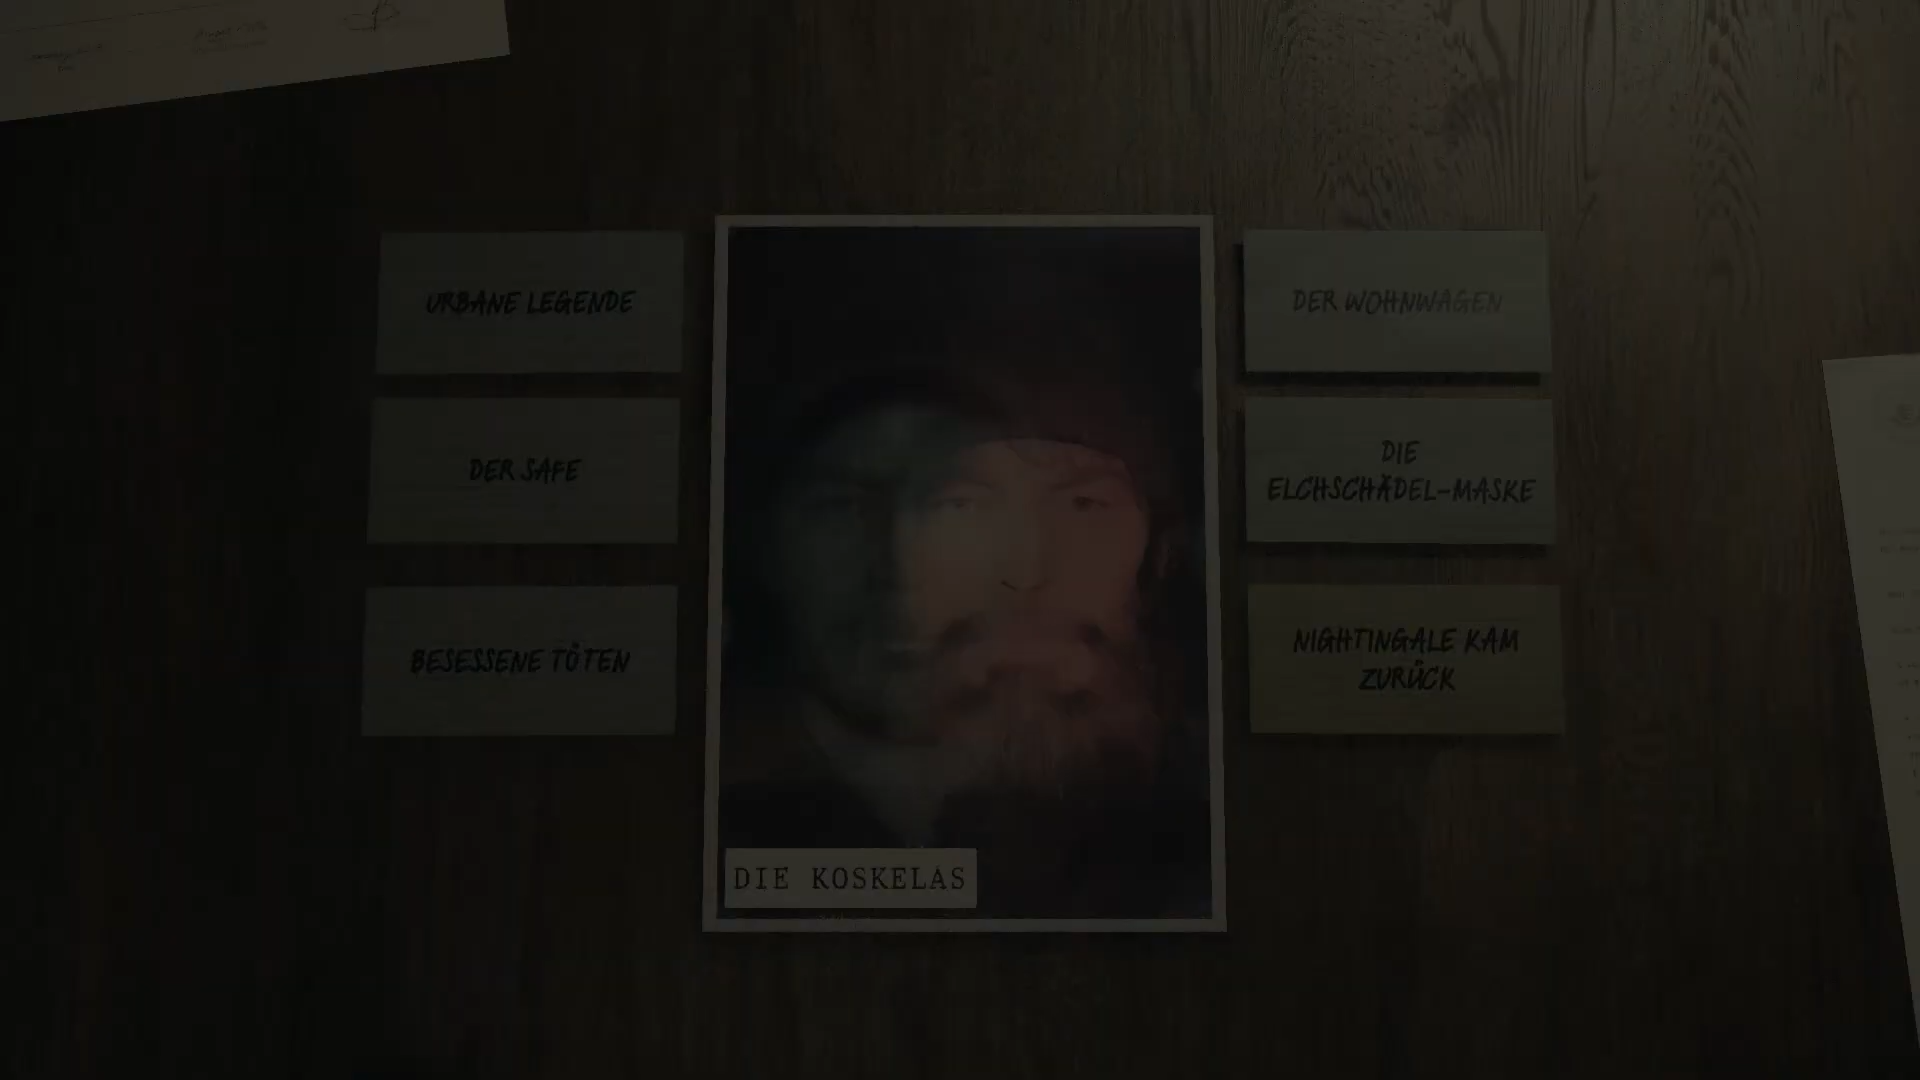 URBANE LEGENDE
DER SAFE
BESESSENE TÖTEN
DIE KOSKELAS
DER WOHNWAGEN
DIE
ELCHSCHÄDEL-MASKE
NIGHTINGALE KAM
ZURÜCK